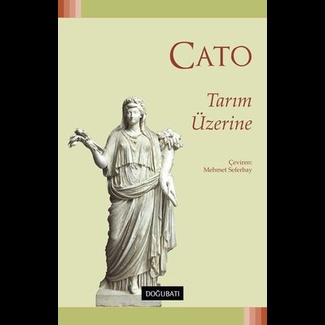 CATO
Tarım
Üzerine
Çeviren:
Mehmet Seferbay
DOĞUBATI